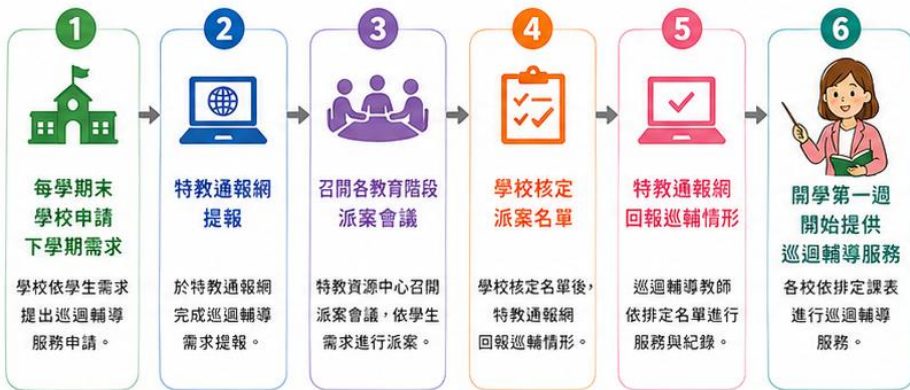 1
每學期末
學校申請
下學期需求
學校依學生需求
提出巡迴輔導
服務申請。
2
特教通報網
提報
於特教通報網
完成巡迴輔導
需求提報。
3
召開各教育階段
派案會議
特教資源中心召開
派案會議，依學生
需求進行派案。
4
學校核定
派案名單
學校核定名單後，
特教通報網
回報巡輔情形。
5
特教通報網
回報巡輔情形
巡迴輔導教師
依排定名單進行
服務與紀錄。
6
開學第一週
開始提供
巡迴輔導服務
各校依排定課表
進行巡迴輔導
服務。